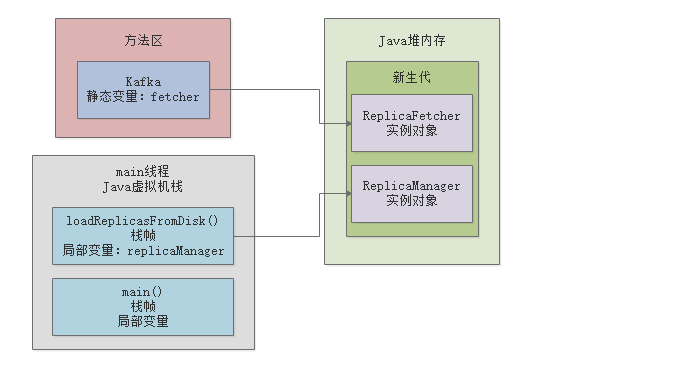 方法区
Kafka
静态变量：fetcher
Java堆内存
新生代
ReplicaFetcher
实例对象
ReplicaManager
实例对象
main线程
Java虚拟机栈
loadReplicasFromDisk()
栈帧
局部变量：replicaManager
main()
栈帧
局部变量